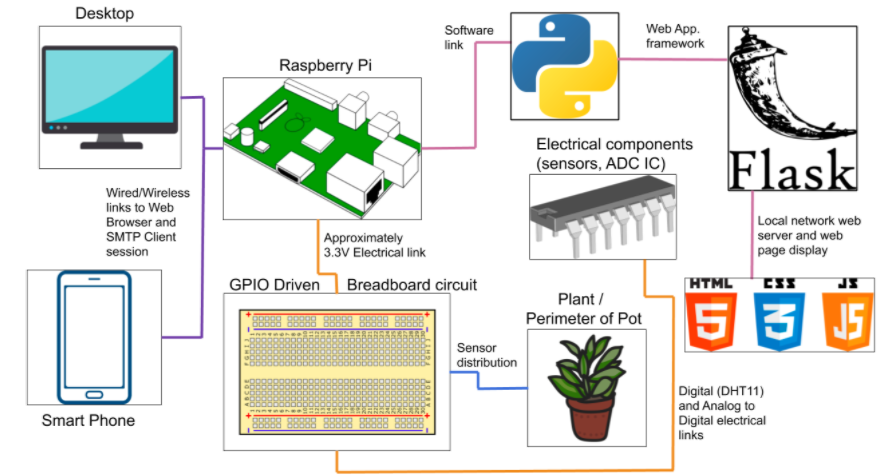 Desktop
Raspberry Pi
Software
link
Web App.
framework
Flask
Electrical components
(sensors, ADC IC)
Wired/Wireless
links to Web
Browser and
SMTP Client
session
Approximately
3.3V Electrical link
Local network web
server and web
page display
HTML
5
CSS
3
JS
JS
GPIO Driven
Breadboard circuit
Plant /
Perimeter of Pot
Sensor
distribution
Digital (DHT11)
and Analog to
Digital electrical
links
Smart Phone